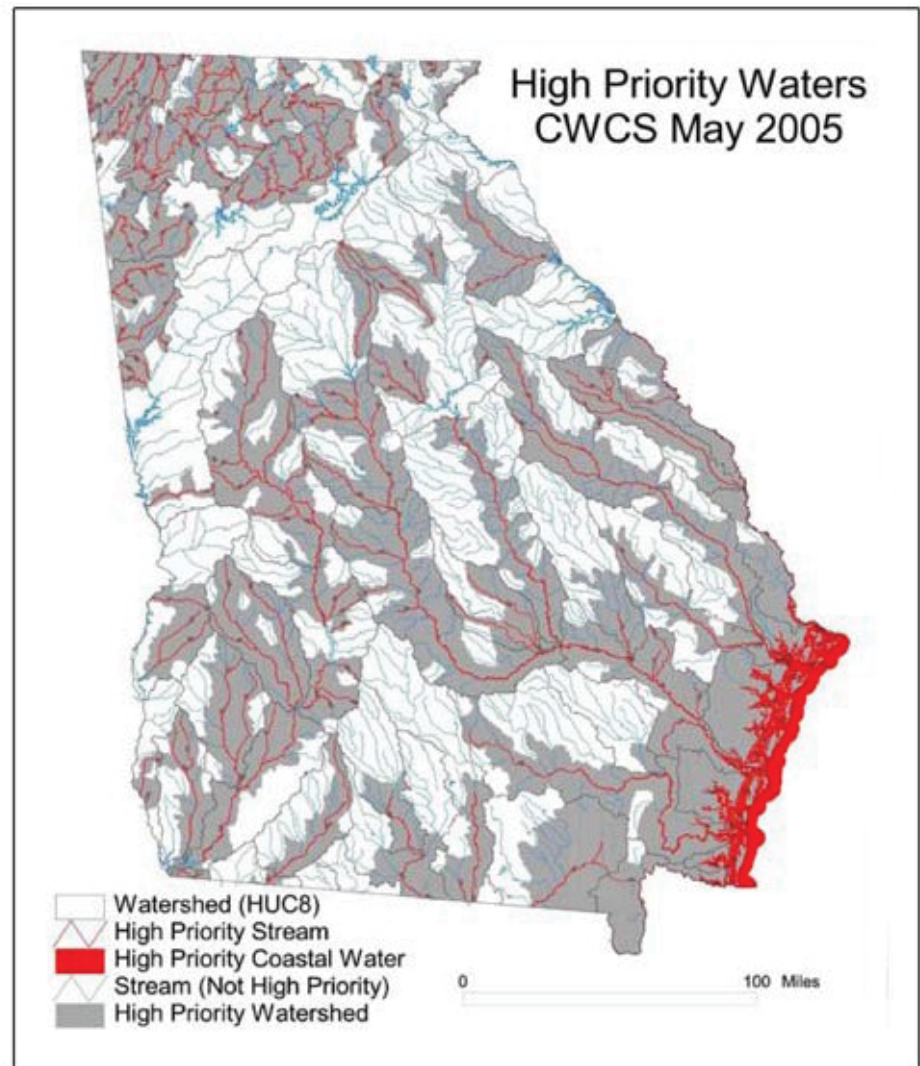 High Priority Waters
CWCS May 2005
Watershed (HUC8)
High Priority Stream
High Priority Coastal Water
Stream (Not High Priority)
High Priority Watershed
0 100 Miles